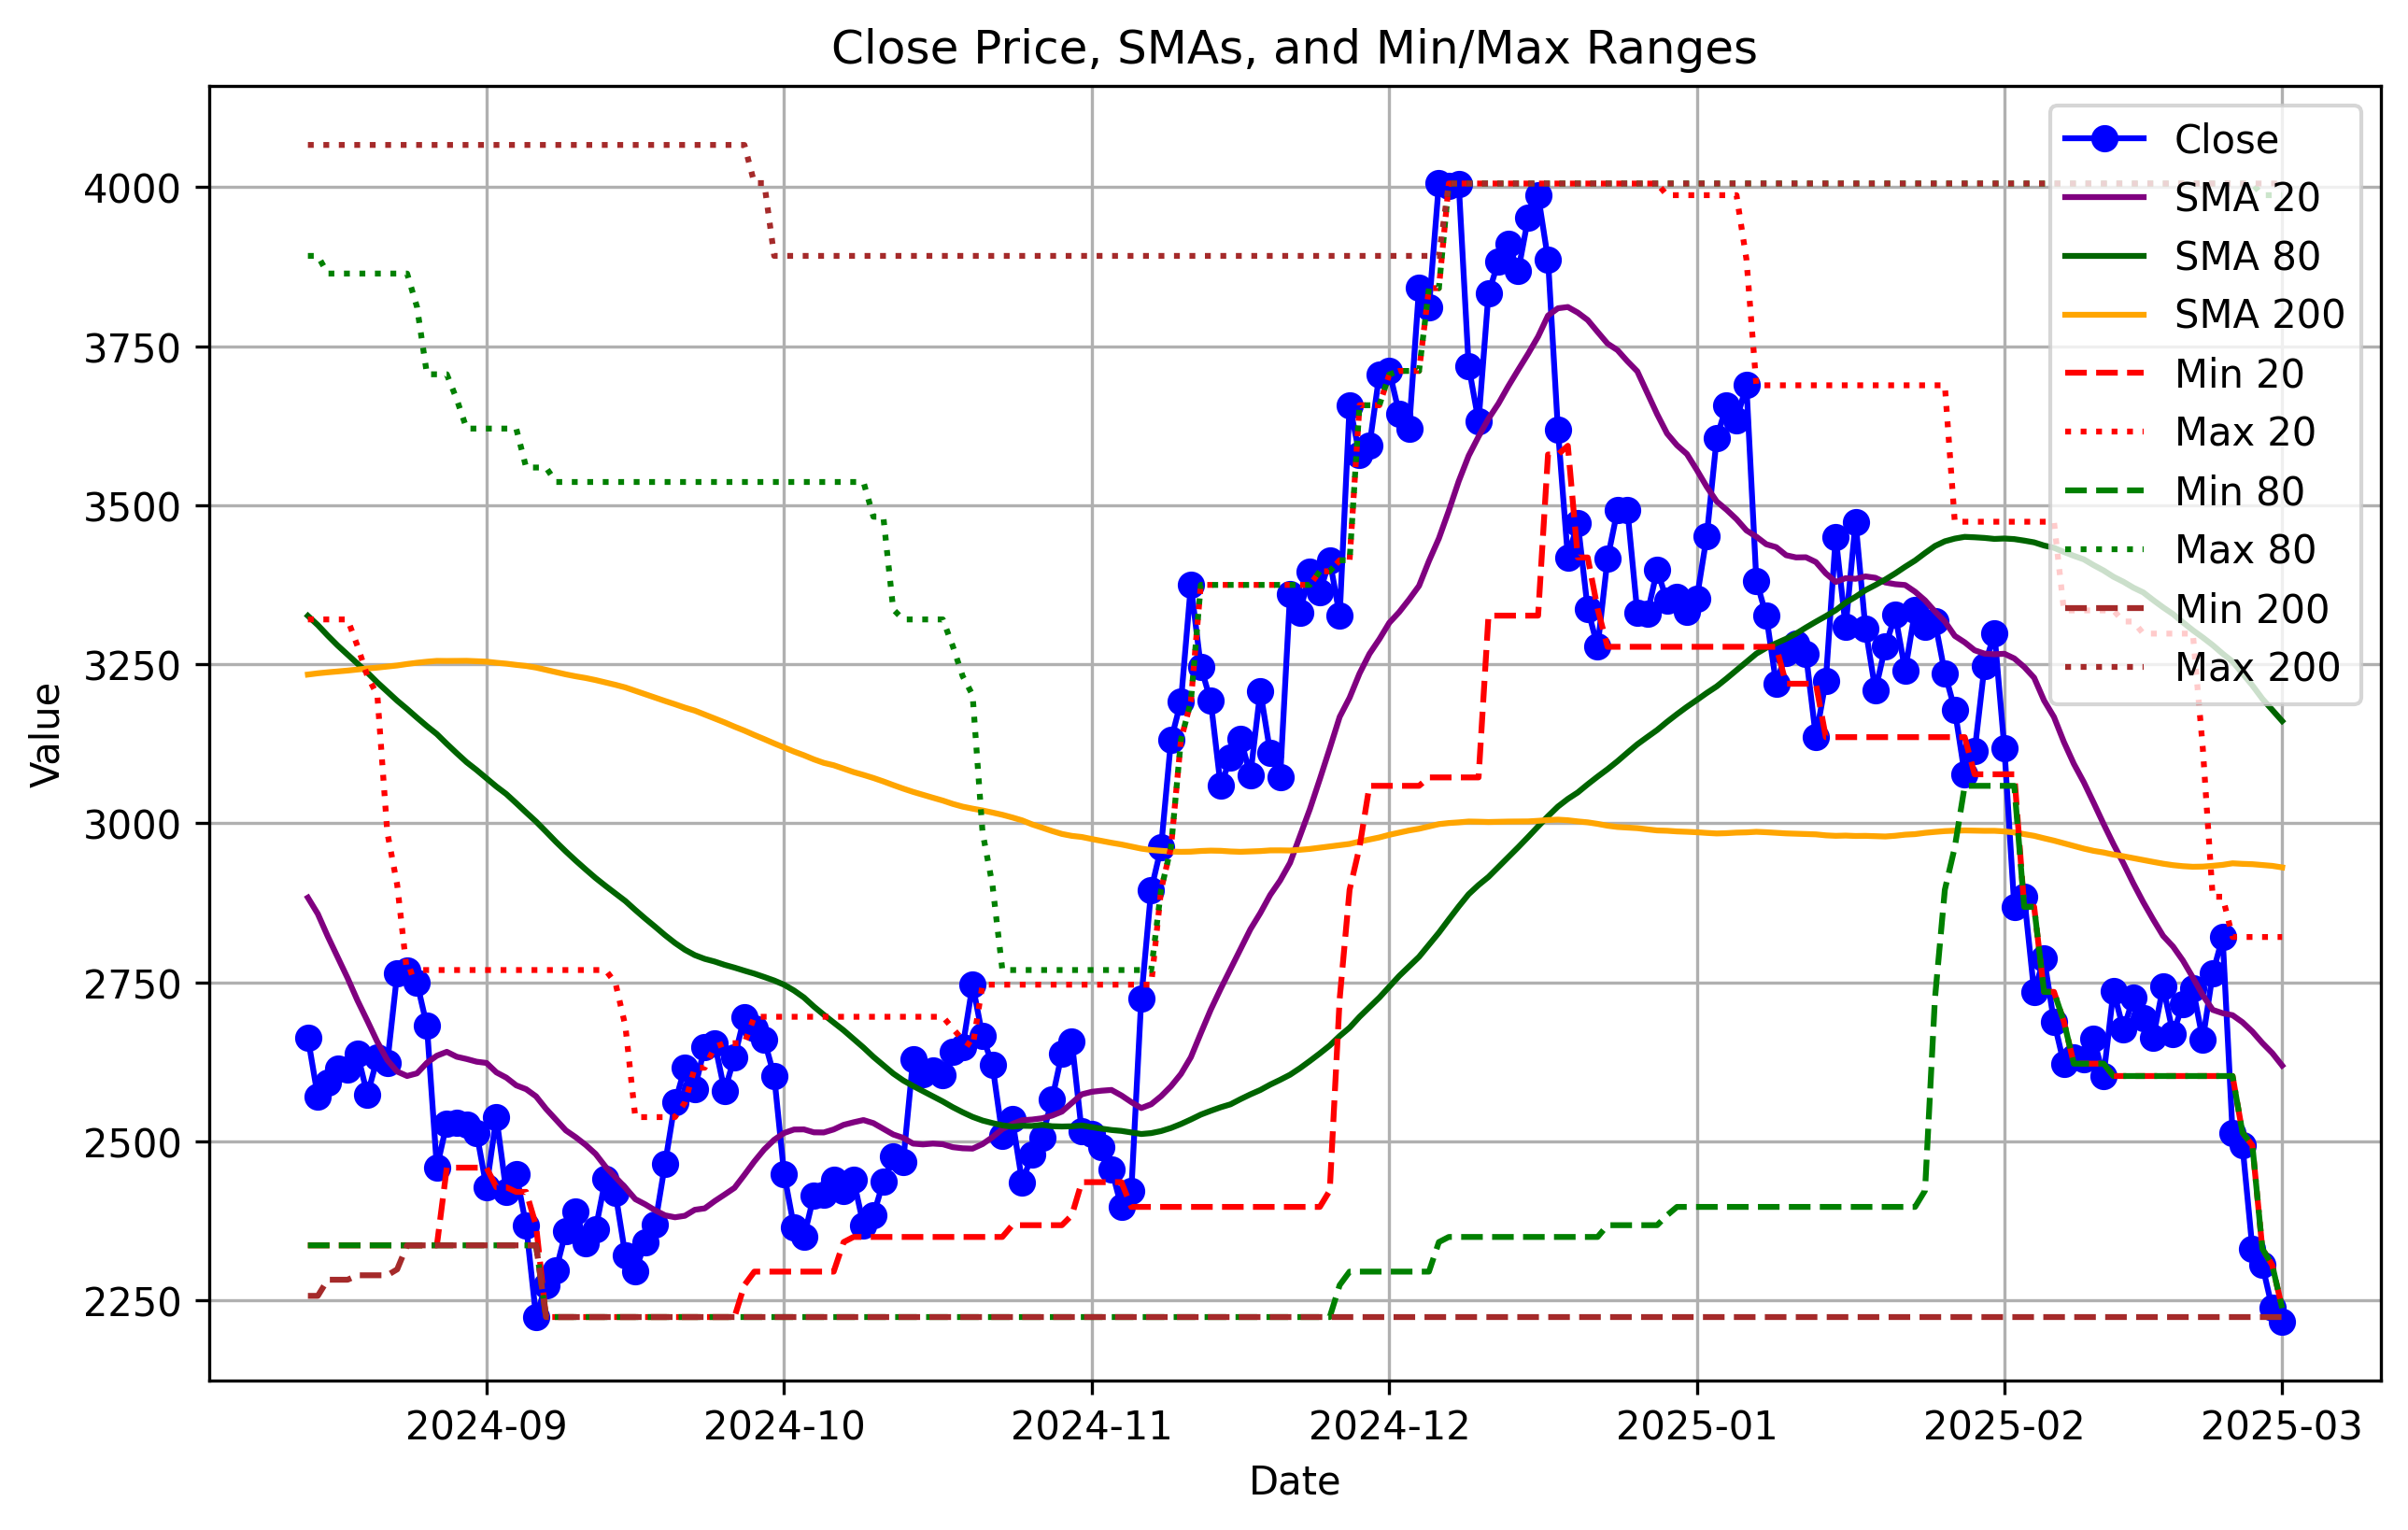 Close Price, SMAs, and Min/Max Ranges
Value
4000
3750
3500
3250
3000
2750
2500
2250
Close
SMA 20
SMA 80
SMA 200
Min 20
Max 20
Min 80
Max 80
Min 200
Max 200
2024-09
2024-10
2024-11
2024-12
2025-01
2025-02
2025-03
Date